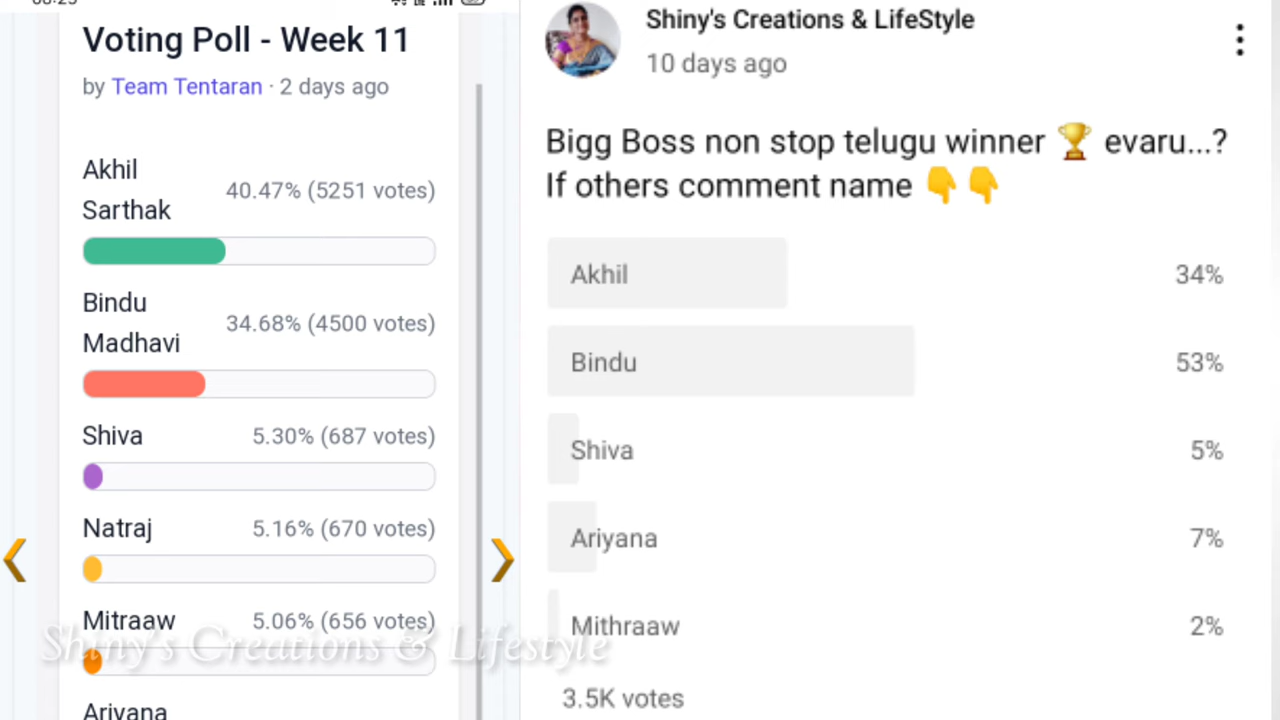 Voting Poll - Week 11
by Team Tentaran · 2 days ago
Akhil
Sarthak
40.47% (5251 votes)
Bindu
Madhavi
34.68% (4500 votes)
Shiva
5.30% (687 votes)
Natraj
5.16% (670 votes)
Mitraaw
5.06% (656 votes)
Ariyana
Shiny's Creations & LifeStyle
10 days ago
Bigg Boss non stop telugu winner 🏆 evaru...?
If others comment name 👇👇
Akhil 34%
Bindu 53%
Shiva 5%
Ariyana 7%
Mithraaw 2%
3.5K votes
Shiny's Creations & Lifestyle